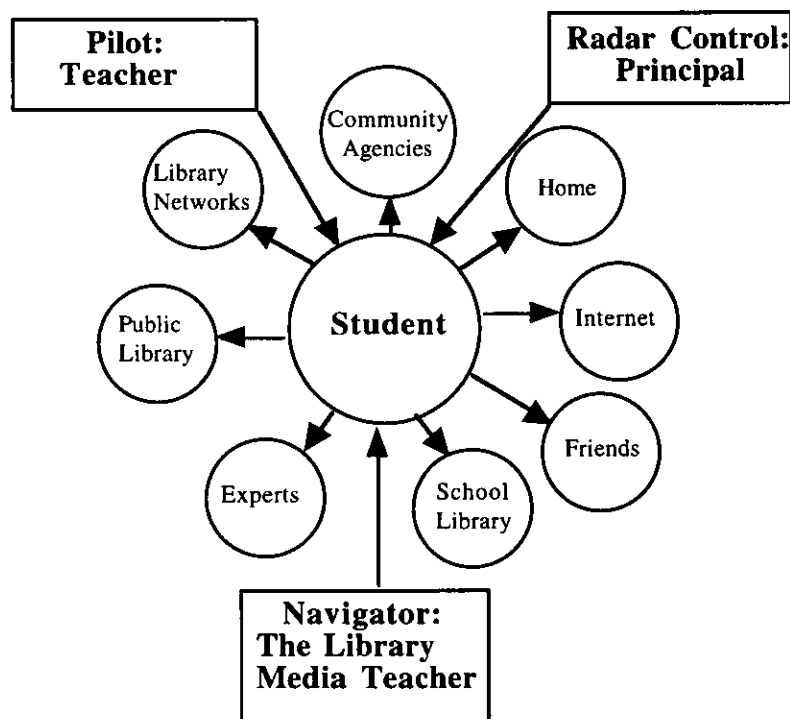 Pilot:
Teacher
Radar Control:
Principal
Community
Agencies
Library
Networks
Home
Public
Library
Student
Internet
Friends
Experts
School
Library
Navigator:
The Library
Media Teacher